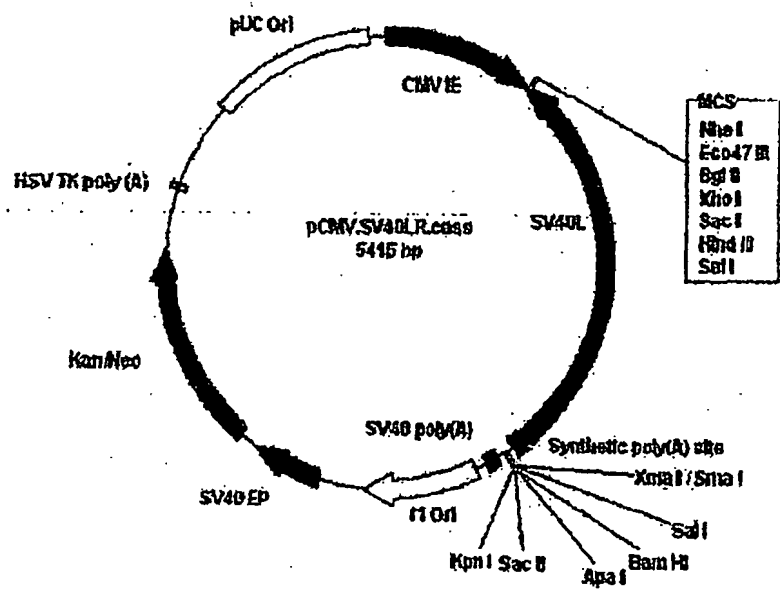 pUC Ori
CMV IE
MCS
Nhe I
Eco47 III
Bgl II
Xho I
Sac I
Hind III
Sal I
HSV TK poly (A)
pCMV.SV40LR.cass
5415 bp
SV40L
Kan/Neo
SV40 poly(A)
Synthetic poly(A) site
Xma I / Sma I
Sal I
SV40 EP
f1 Ori
Kpn I
Sac II
Apa I
Bam HI